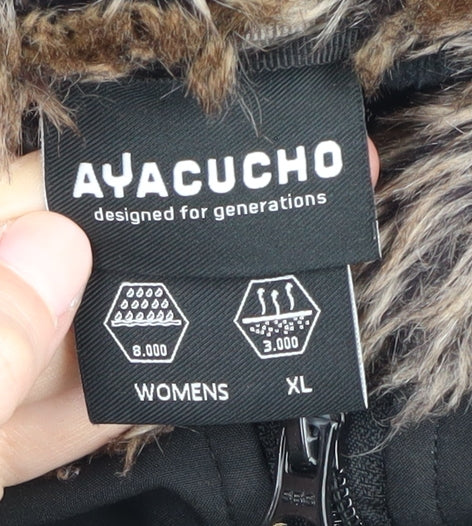 AYACUCHO
designed for generations
8.000
3.000
WOMENS XL